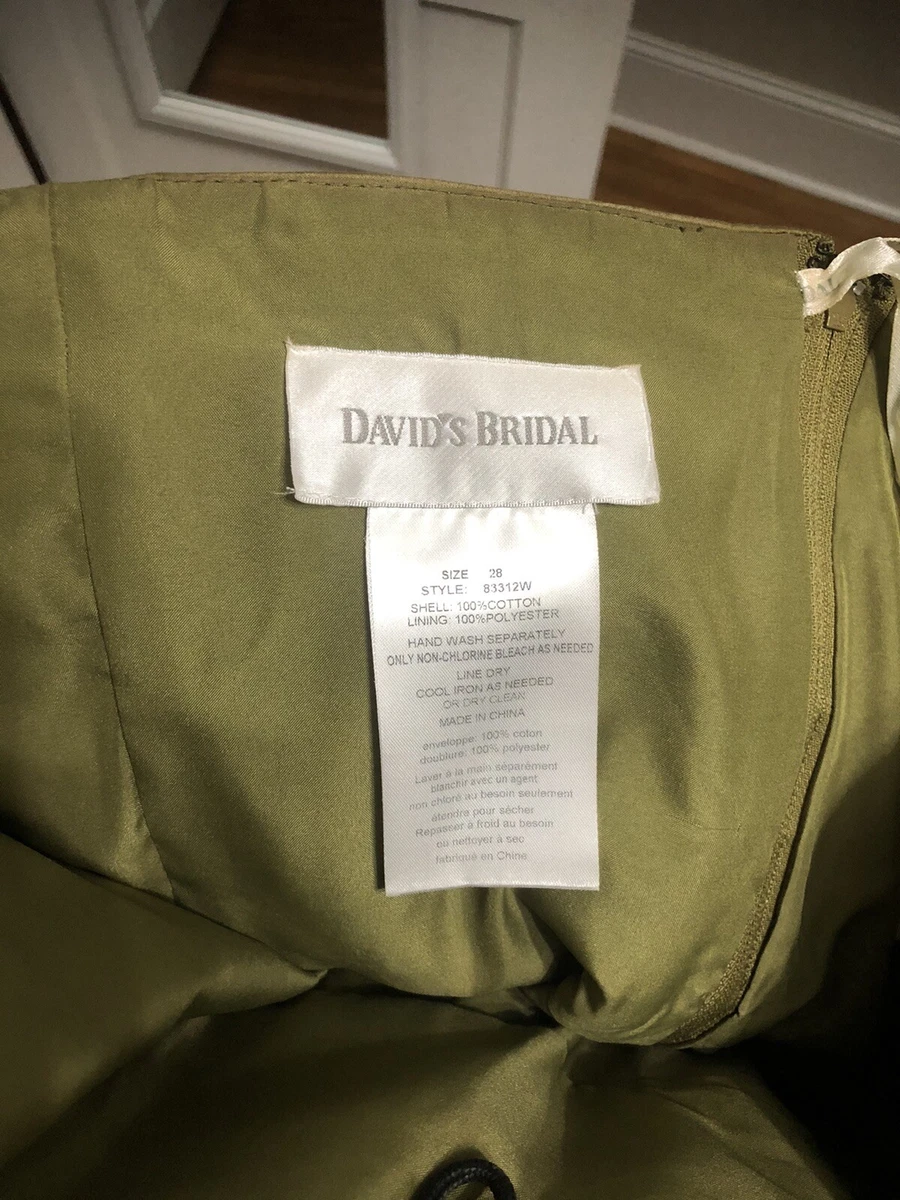 DAVID'S BRIDAL
SIZE 28
STYLE: 83312W
SHELL: 100%COTTON
LINING: 100%POLYESTER
HAND WASH SEPARATELY
ONLY NON-CHLORINE BLEACH AS NEEDED
LINE DRY
COOL IRON AS NEEDED
OR DRY CLEAN
MADE IN CHINA
enveloppe: 100% coton
doublure: 100% polyester
Laver à la main séparément
blanchir avec un agent
non chloré au besoin seulement
étendre pour sécher
Repasser à froid au besoin
ou nettoyer à sec
fabriqué en Chine